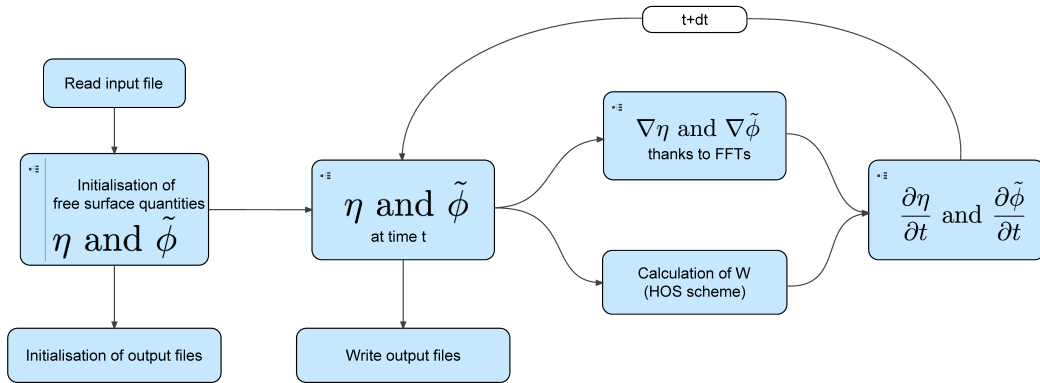 t+dt
Read input file
∇η and ∇φ̃
thanks to FFTs
Initialisation of
free surface quantities
η and φ̃
η and φ̃
at time t
∂η/∂t and ∂φ̃/∂t
Calculation of W
(HOS scheme)
Initialisation of output files
Write output files